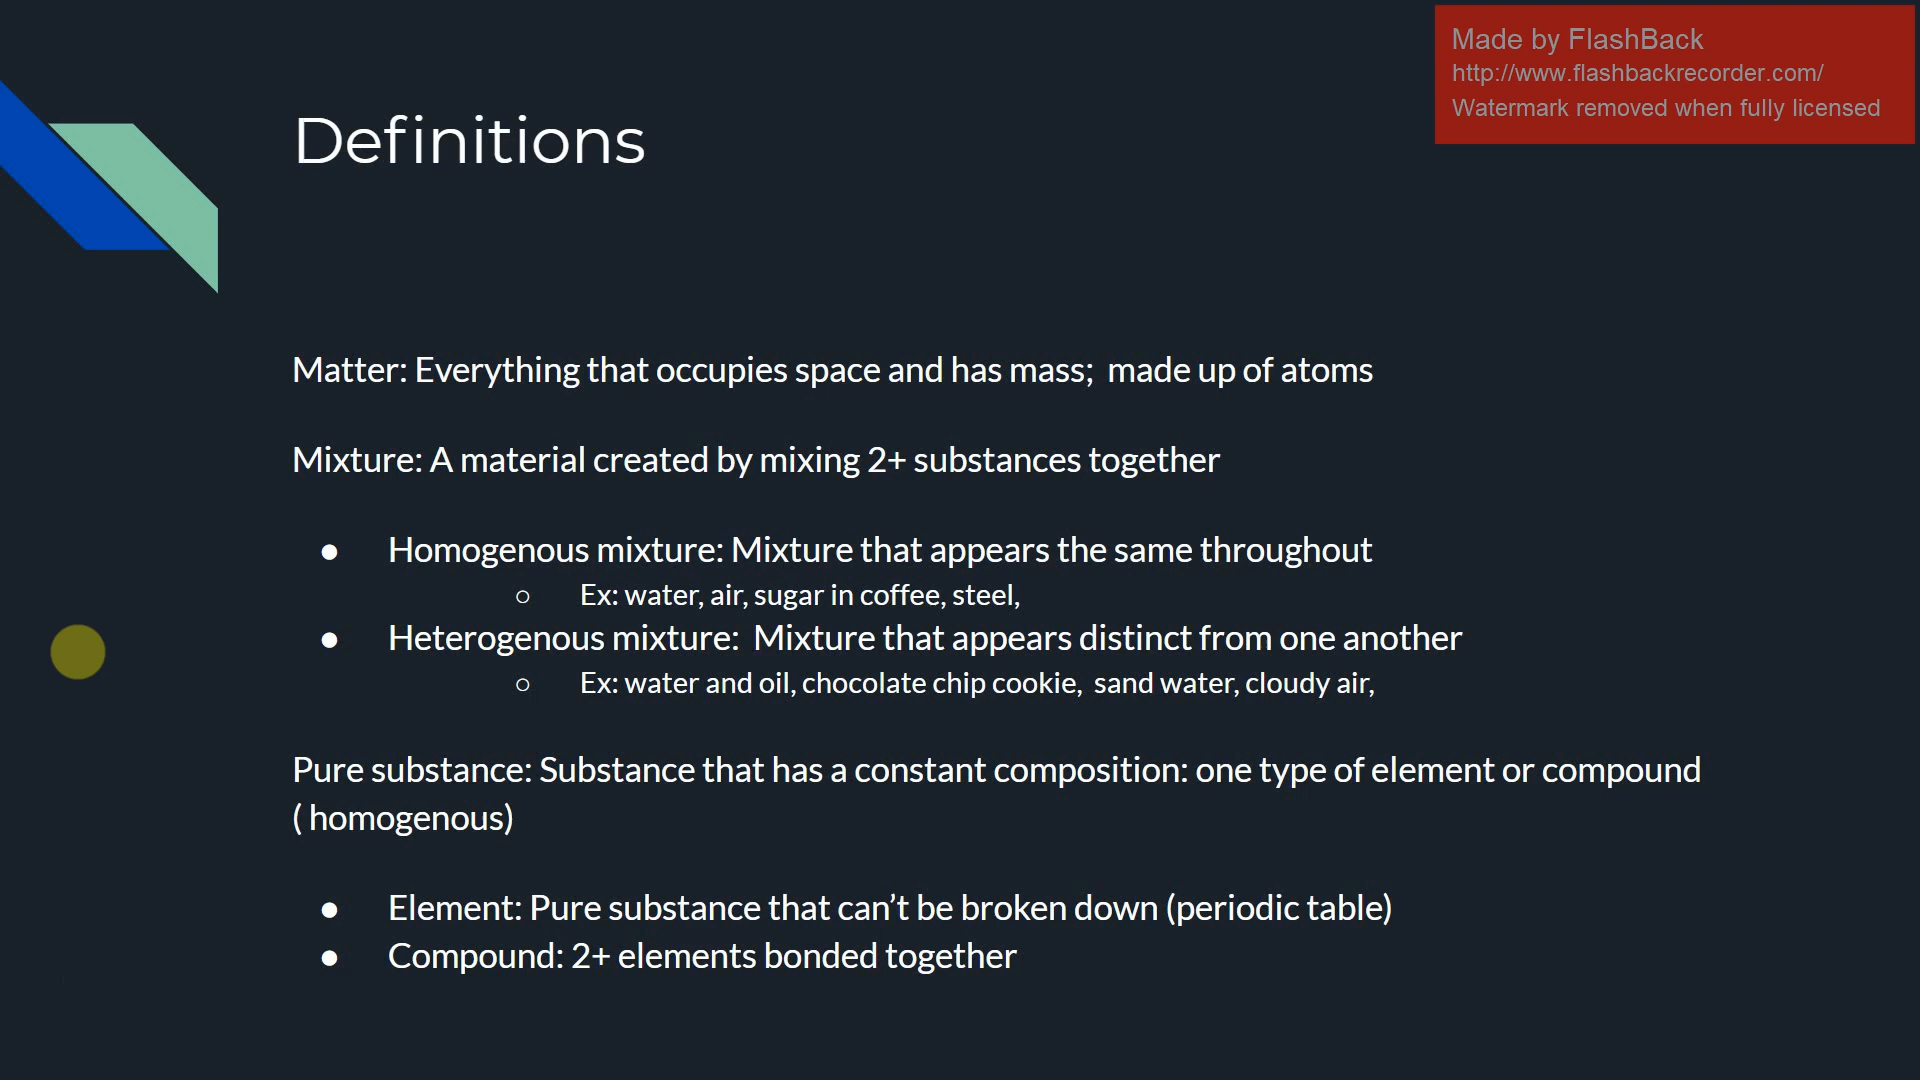 Made by FlashBack
http://www.flashbackrecorder.com/
Watermark removed when fully licensed
Definitions
Matter: Everything that occupies space and has mass;  made up of atoms
Mixture: A material created by mixing 2+ substances together
● Homogenous mixture: Mixture that appears the same throughout
○ Ex: water, air, sugar in coffee, steel,
● Heterogenous mixture:  Mixture that appears distinct from one another
○ Ex: water and oil, chocolate chip cookie,  sand water, cloudy air,
Pure substance: Substance that has a constant composition: one type of element or compound
( homogenous)
● Element: Pure substance that can’t be broken down (periodic table)
● Compound: 2+ elements bonded together